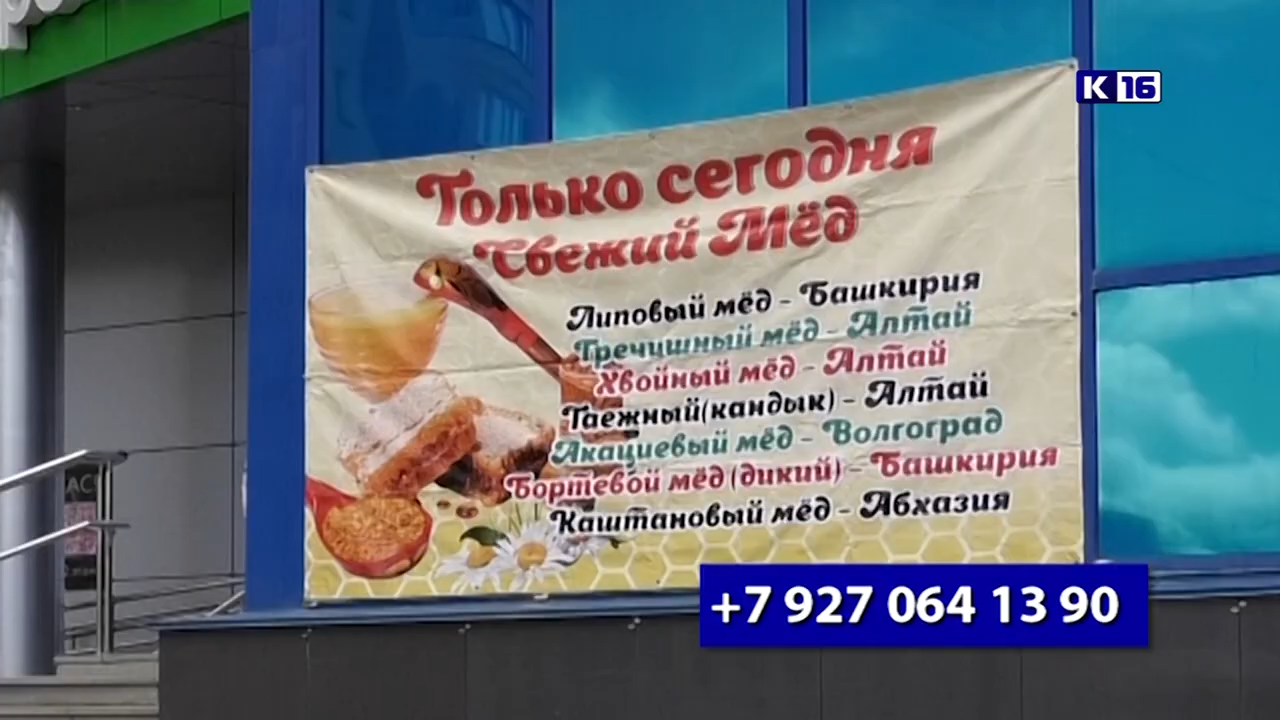 К 16
Только сегодня
Свежий Мёд
Липовый мёд - Башкирия
Гречишный мёд - Алтай
Хвойный мёд - Алтай
Таежный(кандык) - Алтай
Акациевый мёд - Волгоград
Бортевой мёд (дикий) - Башкирия
Каштановый мёд - Абхазия
+7 927 064 13 90